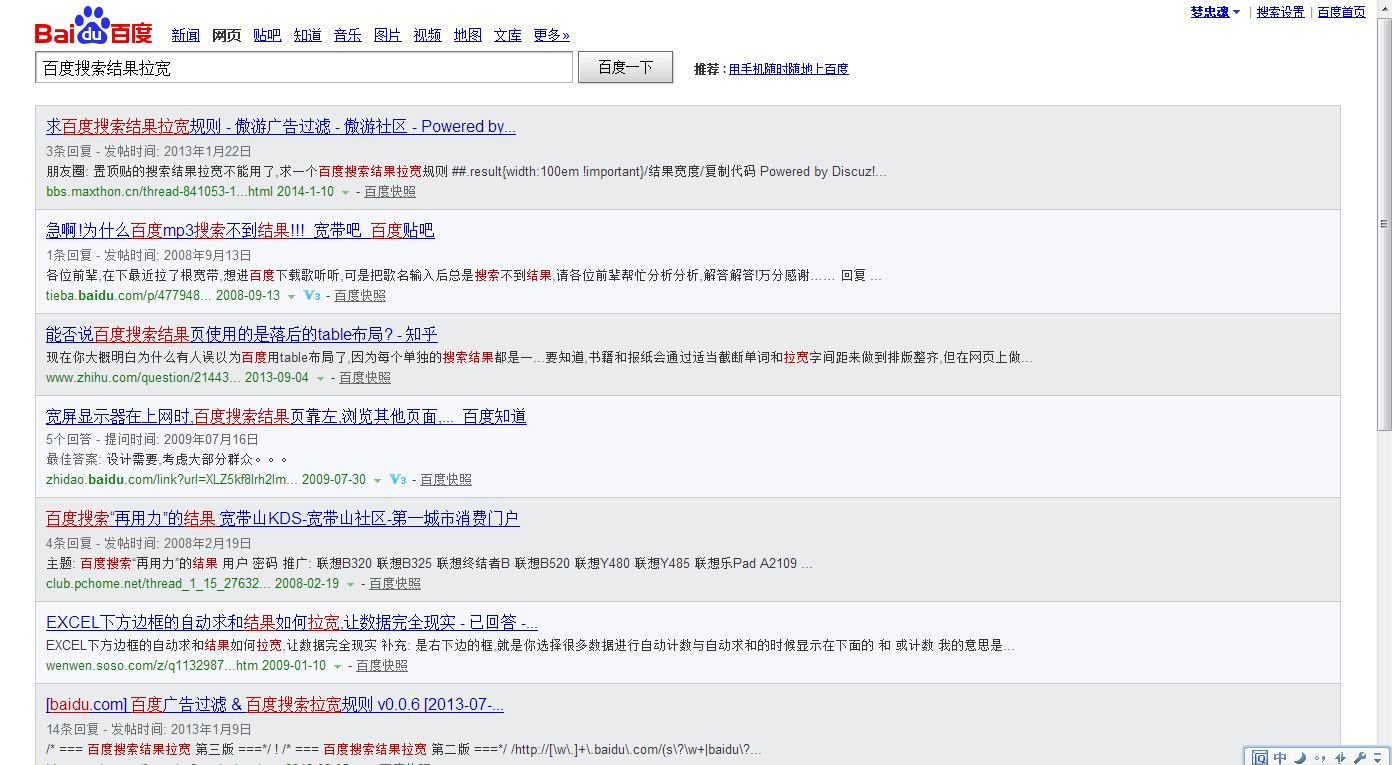 梦忠魂 | 搜索设置 | 百度首页
Baidu百度 新闻 网页 贴吧 知道 音乐 图片 视频 地图 文库 更多»
百度搜索结果拉宽 百度一下 推荐 : 用手机随时随地上百度
求百度搜索结果拉宽规则 - 傲游广告过滤 - 傲游社区 - Powered by...
3条回复 - 发帖时间: 2013年1月22日
朋友圈: 置顶贴的搜索结果拉宽不能用了,求一个百度搜索结果拉宽规则 ##.result{width:100em !important}/结果宽度/复制代码 Powered by Discuz!...
bbs.maxthon.cn/thread-841053-1...html 2014-1-10 - 百度快照
急啊!为什么百度mp3搜索不到结果!!!_宽带吧_百度贴吧
1条回复 - 发帖时间: 2008年9月13日
各位前辈,在下最近拉了根宽带,想进百度下载歌听听,可是把歌名输入后总是搜索不到结果,请各位前辈帮忙分析分析,解答解答!万分感谢…… 回复 ...
tieba.baidu.com/p/477948... 2008-09-13 V3 - 百度快照
能否说百度搜索结果页使用的是落后的table布局? - 知乎
现在你大概明白为什么有人误以为百度用table布局了,因为每个单独的搜索结果都是一...要知道,书籍和报纸会通过适当截断单词和拉宽字间距来做到排版整齐,但在网页上做...
www.zhihu.com/question/21443... 2013-09-04 - 百度快照
宽屏显示器在上网时,百度搜索结果页靠左,浏览其他页面,..._百度知道
5个回答 - 提问时间: 2009年07月16日
最佳答案: 设计需要,考虑大部分群众。。。
zhidao.baidu.com/link?url=XLZ5kf8lrh2lm... 2009-07-30 V3 - 百度快照
百度搜索“再用力”的结果 宽带山KDS-宽带山社区-第一城市消费门户
4条回复 - 发帖时间: 2008年2月19日
主题: 百度搜索“再用力”的结果 用户 密码 推广: 联想B320 联想B325 联想终结者B 联想B520 联想Y480 联想Y485 联想乐Pad A2109 ...
club.pchome.net/thread_1_15_27632... 2008-02-19 - 百度快照
EXCEL下方边框的自动求和结果如何拉宽,让数据完全现实 - 已回答 -...
EXCEL下方边框的自动求和结果如何拉宽,让数据完全现实 补充: 是右下边的框,就是你选择很多数据进行自动计数与自动求和的时候显示在下面的 和 或计数 我的意思是...
wenwen.soso.com/z/q1132987...htm 2009-01-10 - 百度快照
[baidu.com] 百度广告过滤 & 百度搜索拉宽规则 v0.0.6 [2013-07-...
14条回复 - 发帖时间: 2013年1月9日
/* === 百度搜索结果拉宽 第三版 ===*/ ! /* === 百度搜索结果拉宽 第二版 ===*/ /http://[\w\.]+\.baidu\.com/(s\?\w+|baidu\?...
中